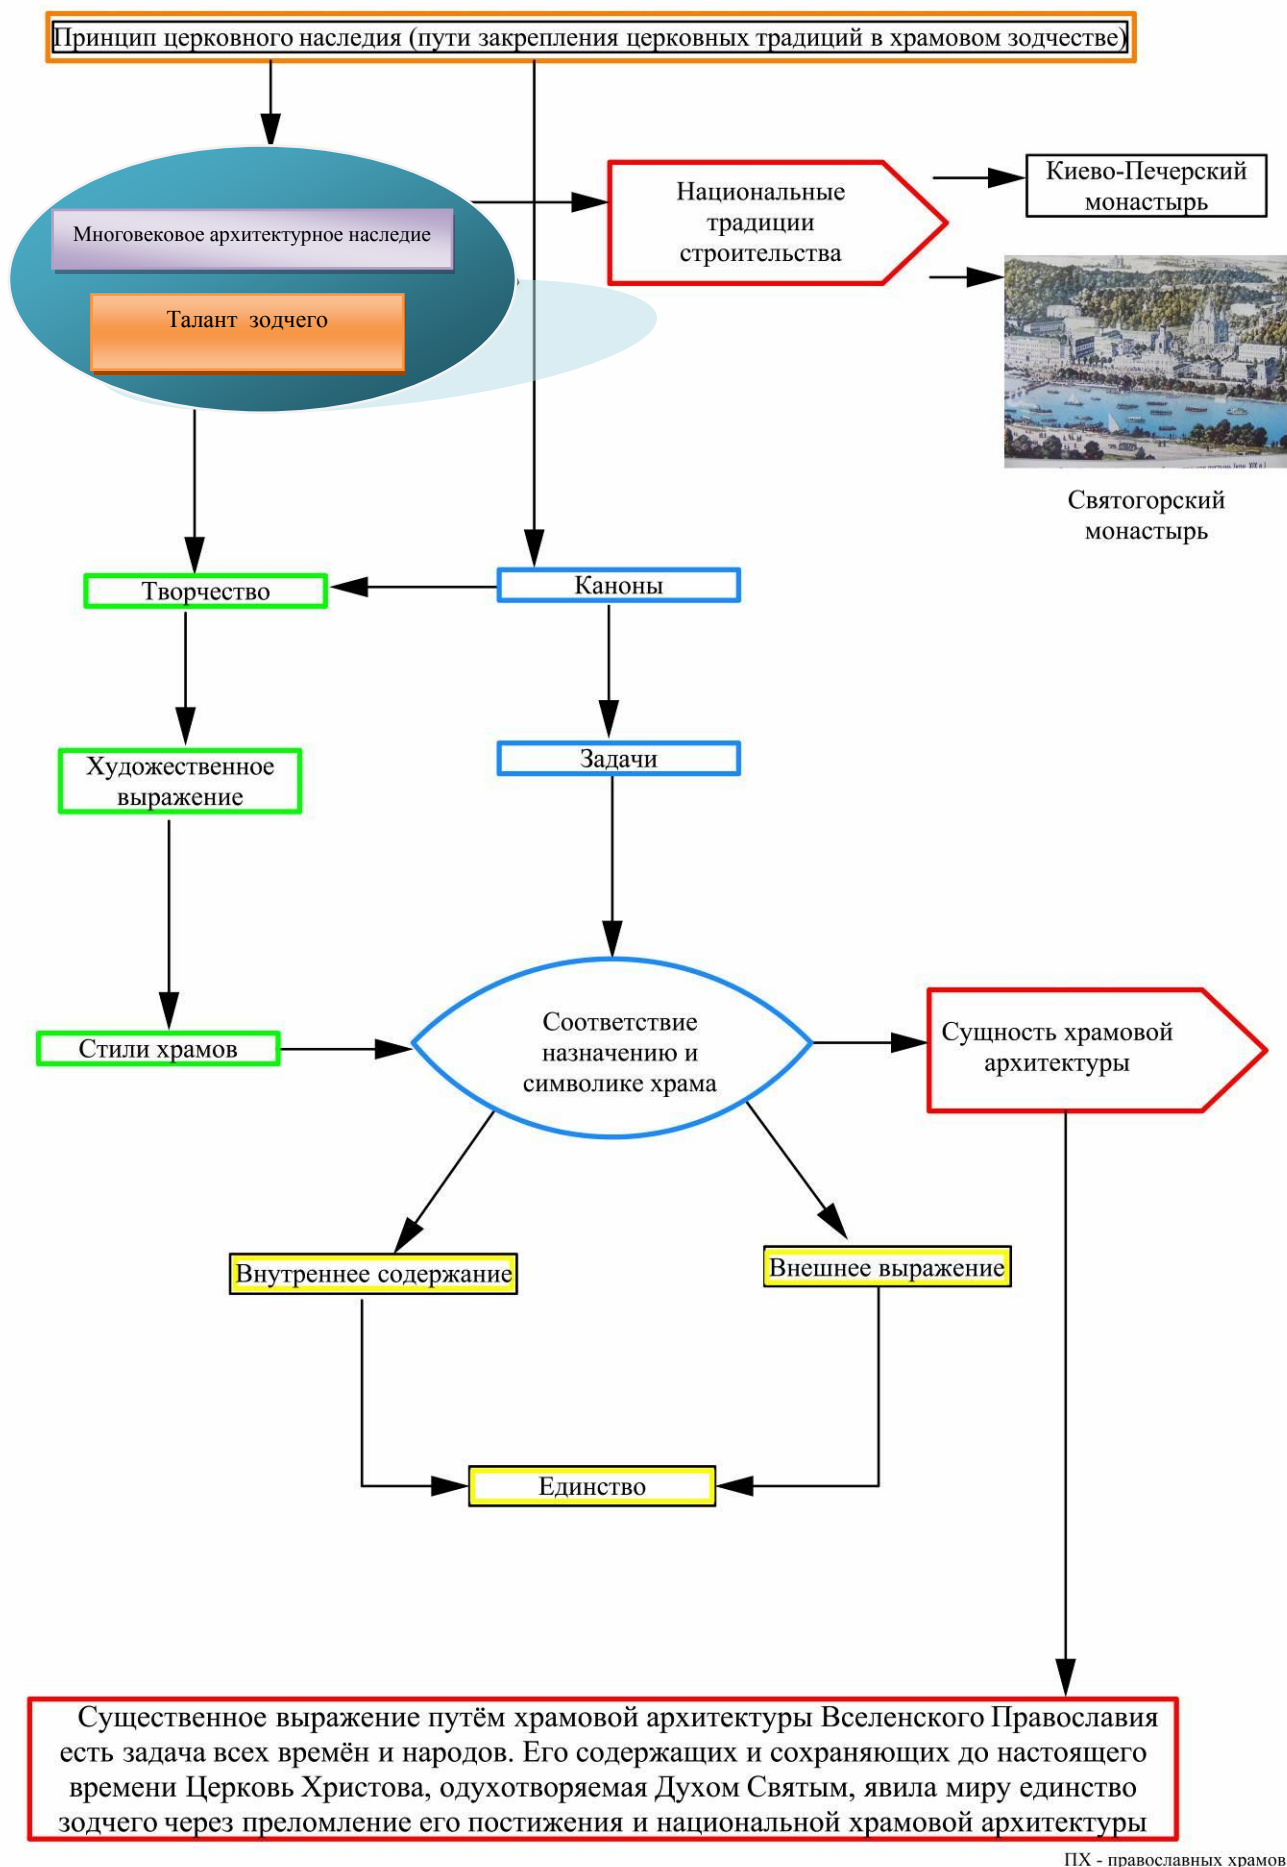 Принцип церковного наследия (пути закрепления церковных традиций в храмовом зодчестве)
Многовековое архитектурное наследие
Талант зодчего
Национальные
традиции
строительства
Киево-Печерский
монастырь
Святогорский
монастырь
Творчество
Каноны
Художественное
выражение
Задачи
Стили храмов
Соответствие
назначению и
символике храма
Сущность храмовой
архитектуры
Внутреннее содержание
Внешнее выражение
Единство
Существенное выражение путём храмовой архитектуры Вселенского Православия
есть задача всех времён и народов. Его содержащих и сохраняющих до настоящего
времени Церковь Христова, одухотворяемая Духом Святым, явила миру единство
зодчего через преломление его постижения и национальной храмовой архитектуры
ПХ - православных храмов